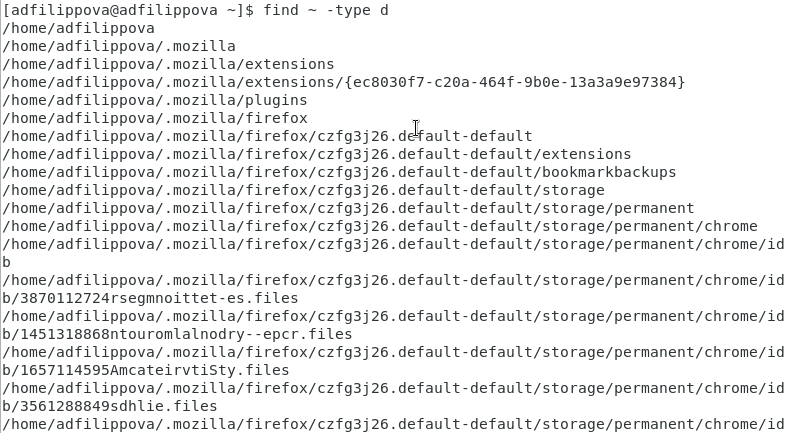 [adfilippova@adfilippova ~]$ find ~ -type d
/home/adfilippova
/home/adfilippova/.mozilla
/home/adfilippova/.mozilla/extensions
/home/adfilippova/.mozilla/extensions/{ec8030f7-c20a-464f-9b0e-13a3a9e97384}
/home/adfilippova/.mozilla/plugins
/home/adfilippova/.mozilla/firefox
/home/adfilippova/.mozilla/firefox/czfg3j26.default-default
/home/adfilippova/.mozilla/firefox/czfg3j26.default-default/extensions
/home/adfilippova/.mozilla/firefox/czfg3j26.default-default/bookmarkbackups
/home/adfilippova/.mozilla/firefox/czfg3j26.default-default/storage
/home/adfilippova/.mozilla/firefox/czfg3j26.default-default/storage/permanent
/home/adfilippova/.mozilla/firefox/czfg3j26.default-default/storage/permanent/chrome
/home/adfilippova/.mozilla/firefox/czfg3j26.default-default/storage/permanent/chrome/id
b
/home/adfilippova/.mozilla/firefox/czfg3j26.default-default/storage/permanent/chrome/id
b/3870112724rsegmnoittet-es.files
/home/adfilippova/.mozilla/firefox/czfg3j26.default-default/storage/permanent/chrome/id
b/1451318868ntouromlalnodry--epcr.files
/home/adfilippova/.mozilla/firefox/czfg3j26.default-default/storage/permanent/chrome/id
b/1657114595AmcateirvtiSty.files
/home/adfilippova/.mozilla/firefox/czfg3j26.default-default/storage/permanent/chrome/id
b/3561288849sdhlie.files
/home/adfilippova/.mozilla/firefox/czfg3j26.default-default/storage/permanent/chrome/id